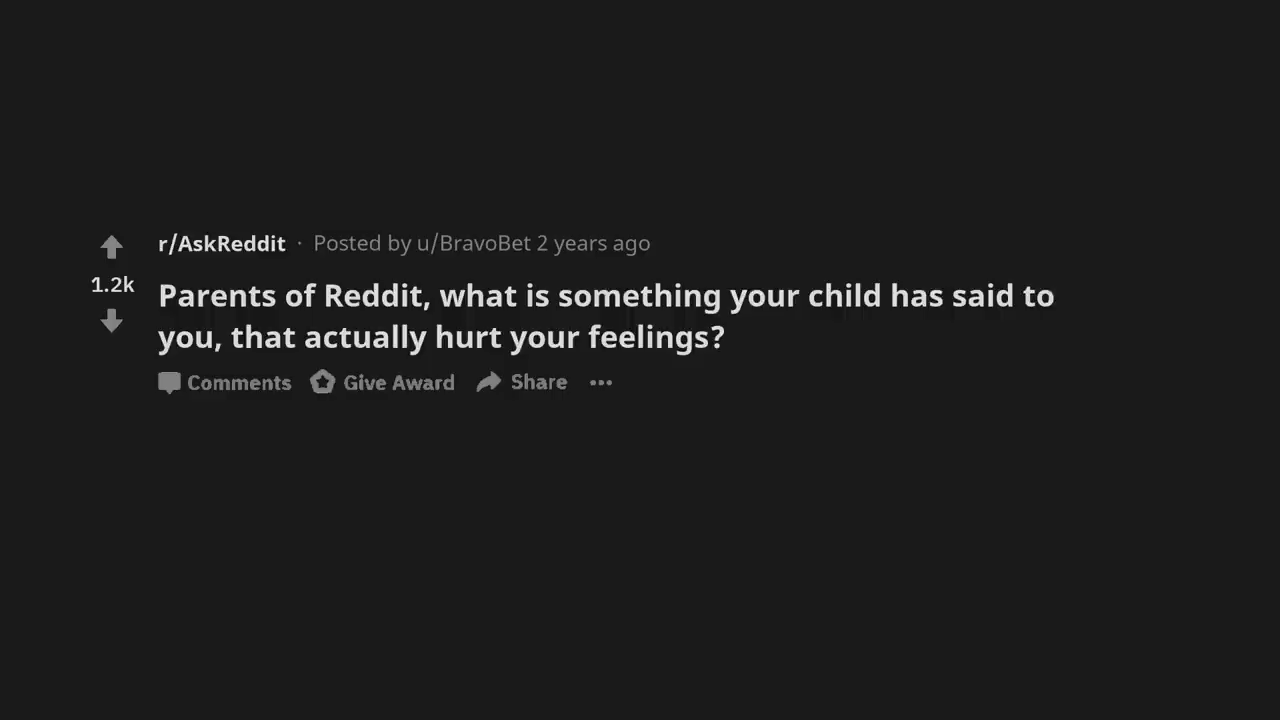 r/AskReddit · Posted by u/BravoBet 2 years ago
1.2k
Parents of Reddit, what is something your child has said to
you, that actually hurt your feelings?
Comments Give Award Share ···